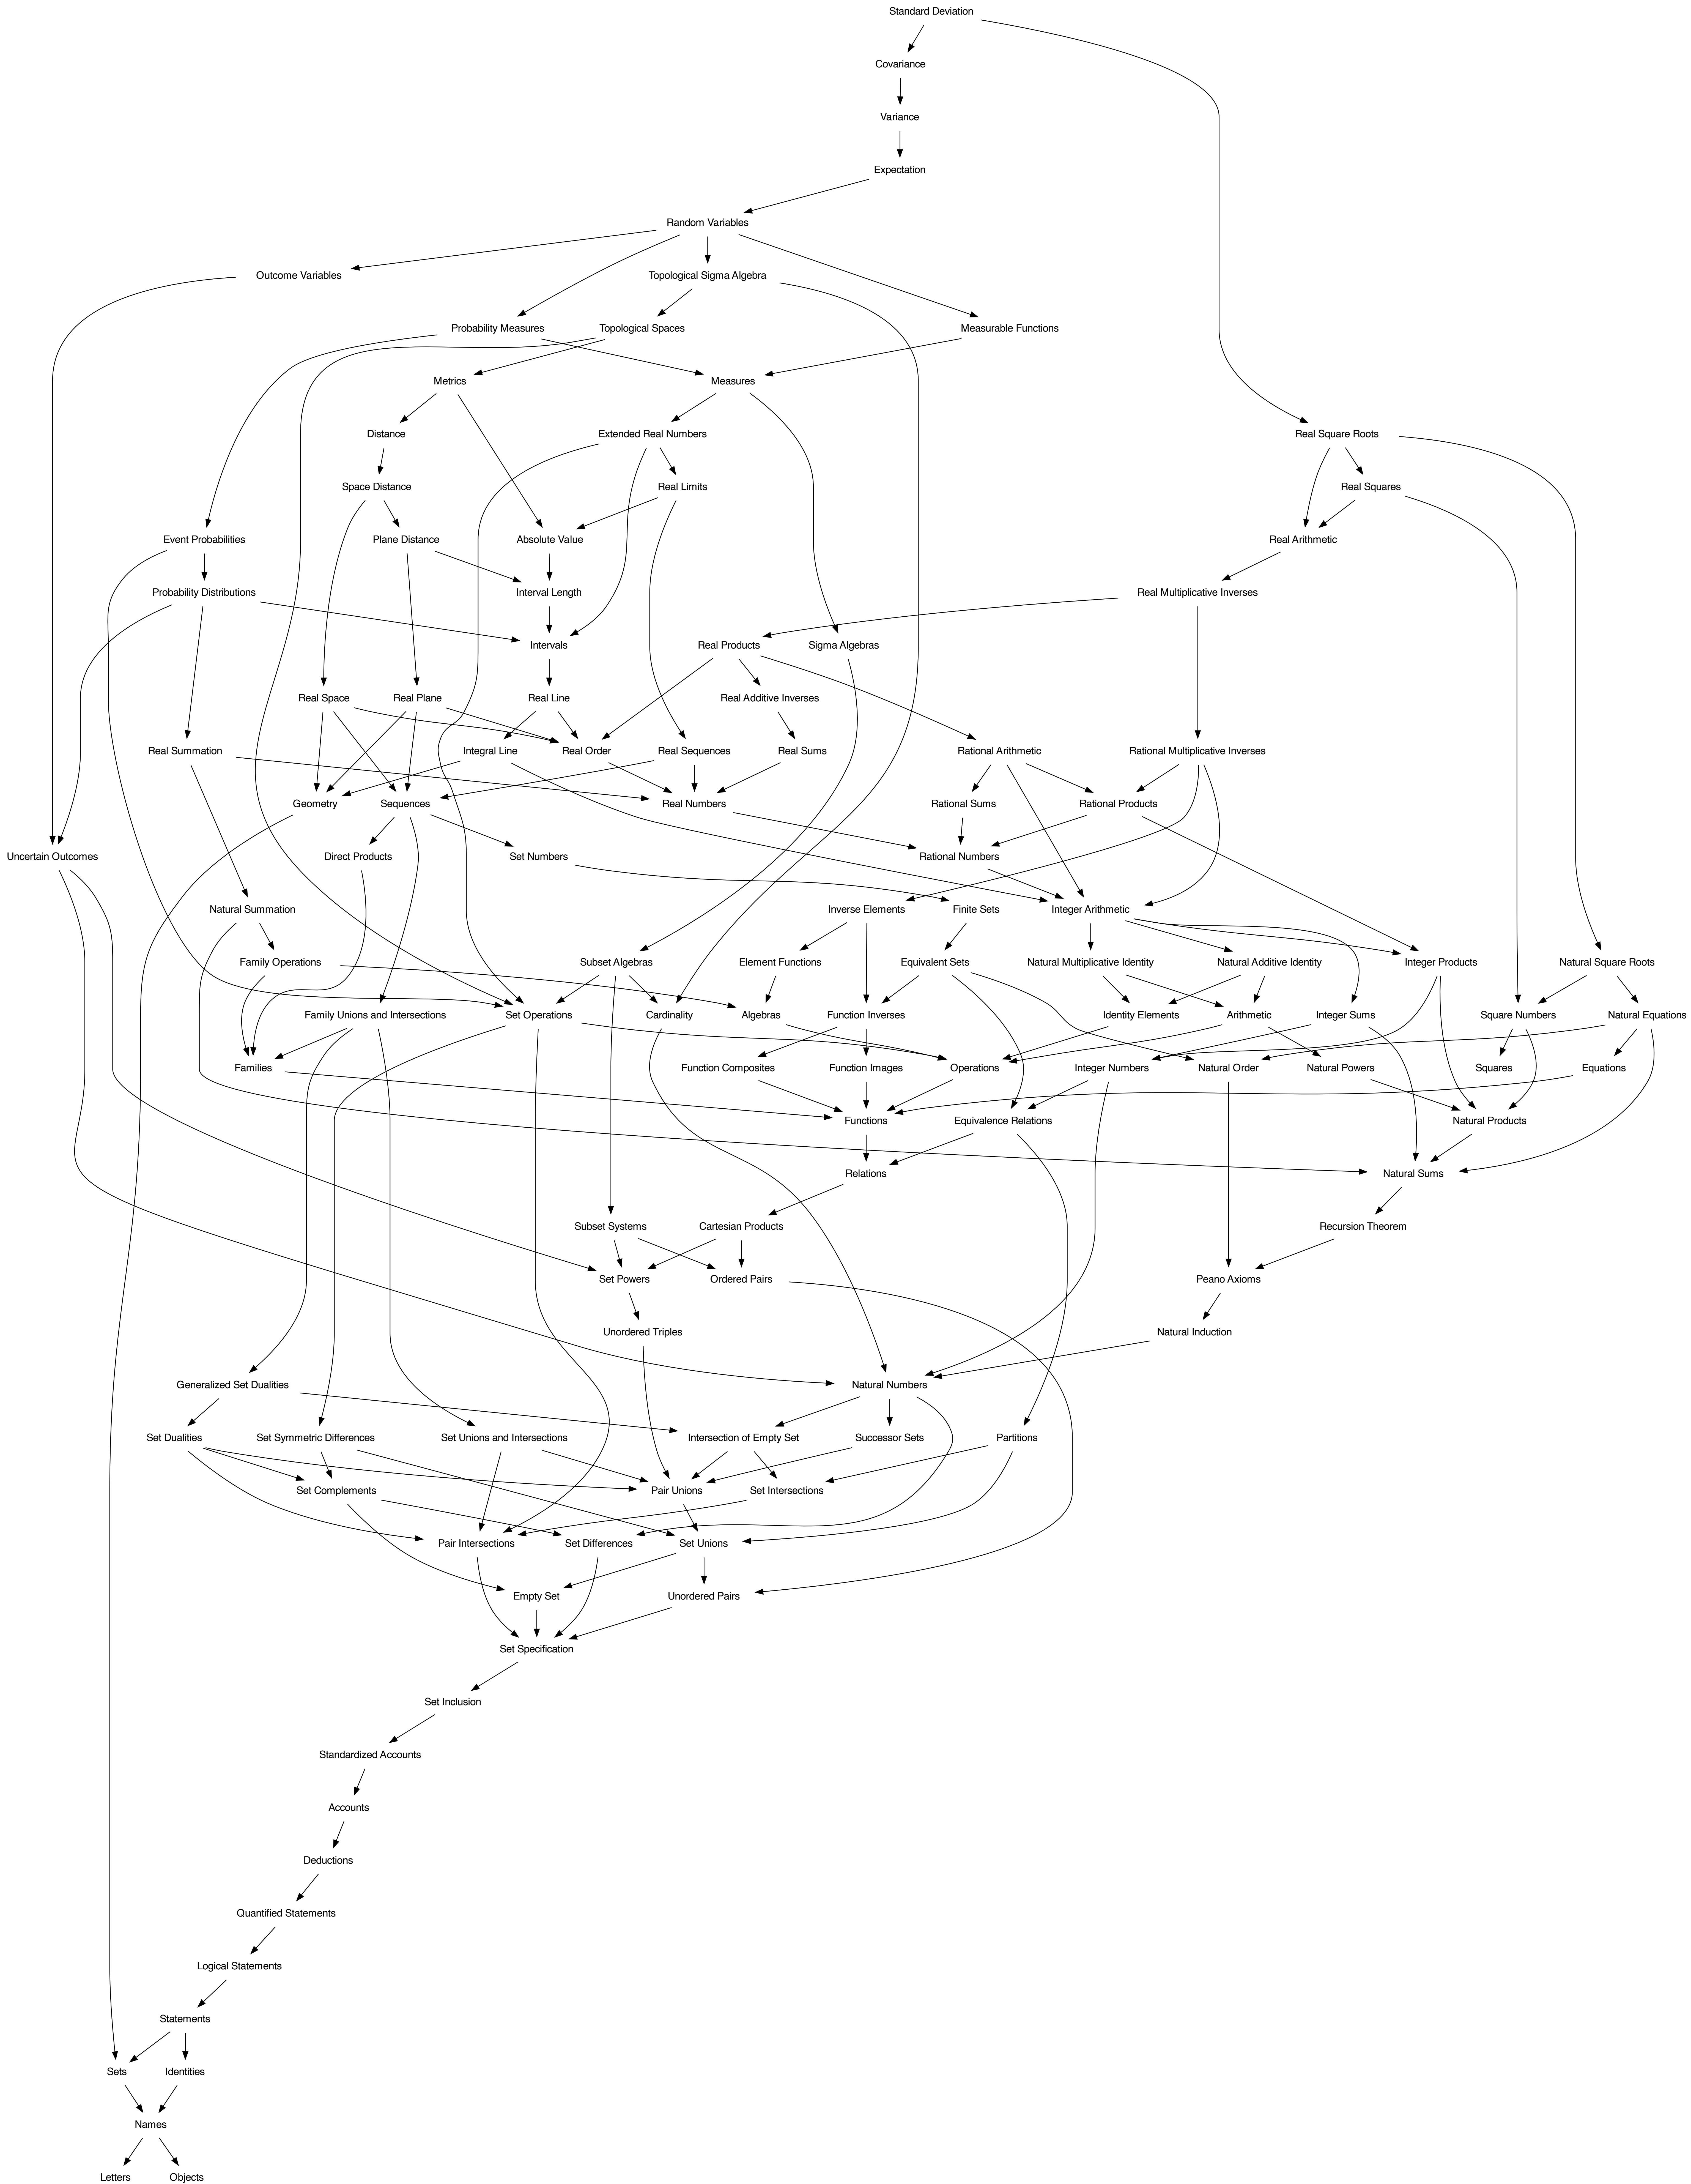 Standard Deviation
Covariance
Variance
Expectation
Random Variables
Outcome Variables
Topological Sigma Algebra
Probability Measures
Topological Spaces
Measurable Functions
Metrics
Measures
Distance
Extended Real Numbers
Real Square Roots
Space Distance
Real Limits
Real Squares
Event Probabilities
Plane Distance
Absolute Value
Real Arithmetic
Probability Distributions
Interval Length
Real Multiplicative Inverses
Intervals
Real Products
Sigma Algebras
Real Space
Real Plane
Real Line
Real Additive Inverses
Real Summation
Integral Line
Real Order
Real Sequences
Real Sums
Rational Arithmetic
Rational Multiplicative Inverses
Geometry
Sequences
Real Numbers
Rational Sums
Rational Products
Uncertain Outcomes
Direct Products
Set Numbers
Rational Numbers
Natural Summation
Inverse Elements
Finite Sets
Integer Arithmetic
Family Operations
Subset Algebras
Element Functions
Equivalent Sets
Natural Multiplicative Identity
Natural Additive Identity
Integer Products
Natural Square Roots
Family Unions and Intersections
Set Operations
Cardinality
Algebras
Function Inverses
Identity Elements
Arithmetic
Integer Sums
Square Numbers
Natural Equations
Families
Function Composites
Function Images
Operations
Integer Numbers
Natural Order
Natural Powers
Squares
Equations
Functions
Equivalence Relations
Natural Products
Relations
Natural Sums
Subset Systems
Cartesian Products
Recursion Theorem
Set Powers
Ordered Pairs
Peano Axioms
Unordered Triples
Natural Induction
Generalized Set Dualities
Natural Numbers
Set Dualities
Set Symmetric Differences
Set Unions and Intersections
Intersection of Empty Set
Successor Sets
Partitions
Set Complements
Pair Unions
Set Intersections
Pair Intersections
Set Differences
Set Unions
Empty Set
Unordered Pairs
Set Specification
Set Inclusion
Standardized Accounts
Accounts
Deductions
Quantified Statements
Logical Statements
Statements
Sets
Identities
Names
Letters
Objects